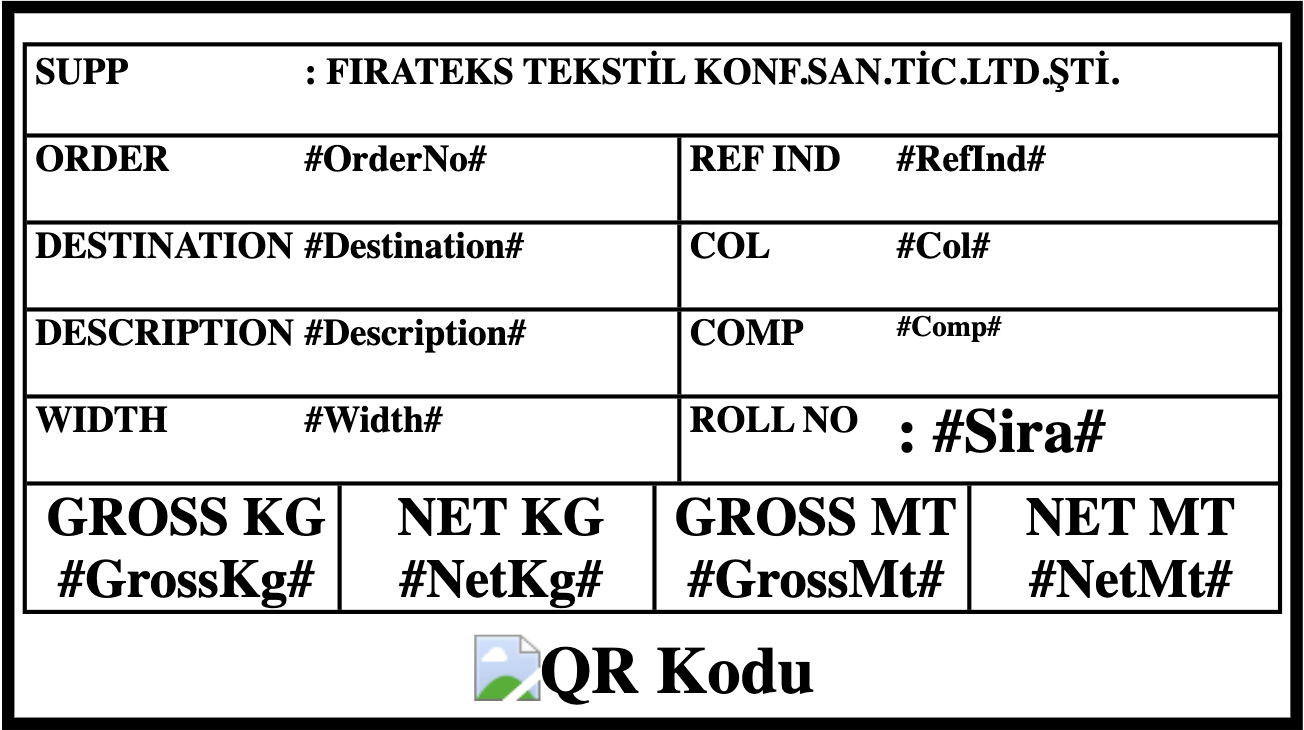 SUPP : FIRATEKS TEKSTİL KONF.SAN.TİC.LTD.ŞTİ.
ORDER #OrderNo# REF IND #RefInd#
DESTINATION #Destination# COL #Col#
DESCRIPTION #Description# COMP #Comp#
WIDTH #Width# ROLL NO : #Sira#
GROSS KG NET KG GROSS MT NET MT
#GrossKg# #NetKg# #GrossMt# #NetMt#
QR Kodu